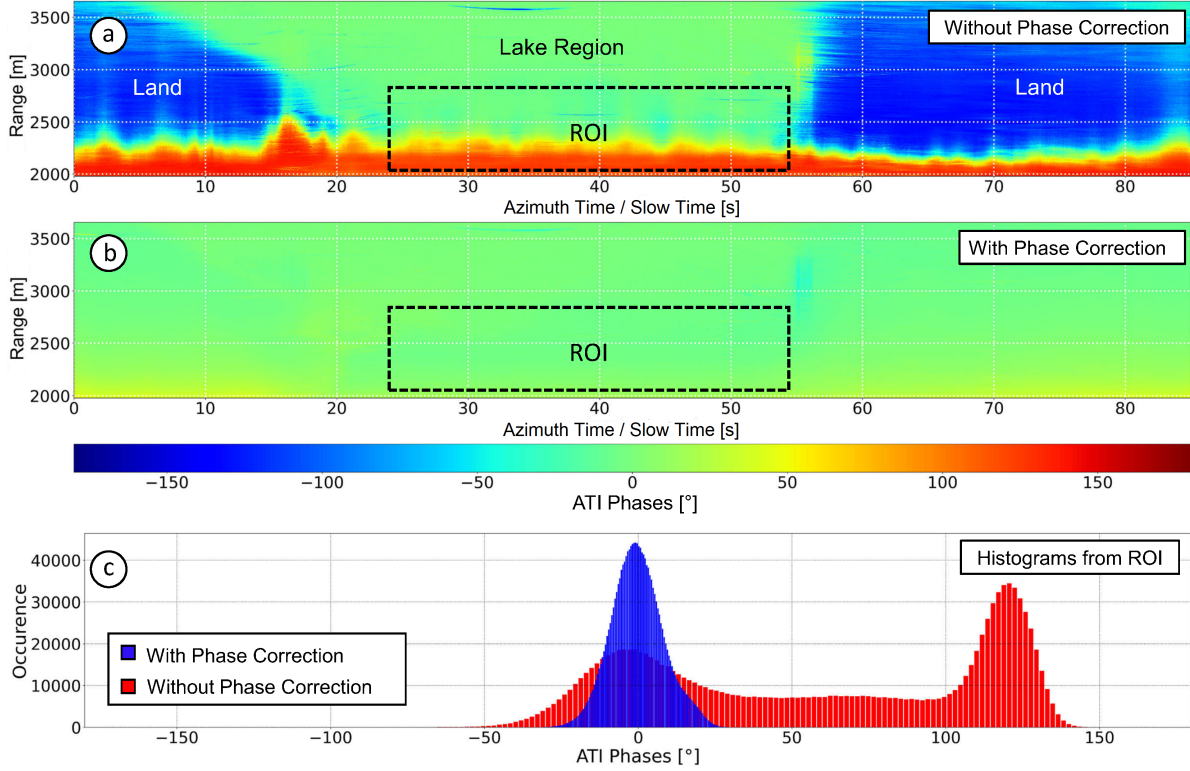 3500
a
Without Phase Correction
Lake Region
Range [m]
3000
Land
Land
2500
ROI
2000
0 10 20 30 40 50 60 70 80
Azimuth Time / Slow Time [s]
3500
b
With Phase Correction
Range [m]
3000
2500
ROI
2000
0 10 20 30 40 50 60 70 80
Azimuth Time / Slow Time [s]
−150 −100 −50 0 50 100 150
ATI Phases [°]
c
Histograms from ROI
Occurence
40000
30000
20000
10000
0
With Phase Correction
Without Phase Correction
−150 −100 −50 0 50 100 150
ATI Phases [°]